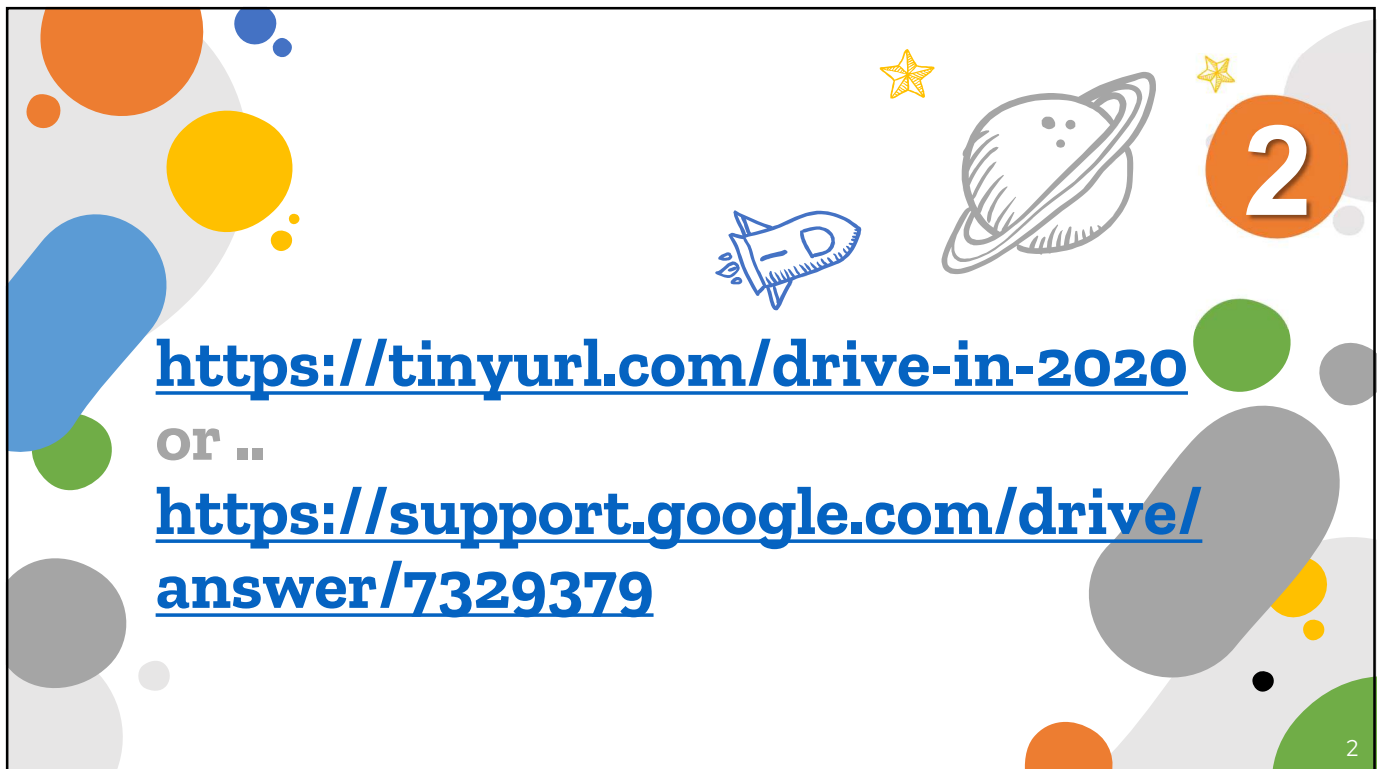 2
https://tinyurl.com/drive-in-2020
or ..
https://support.google.com/drive/
answer/7329379
2